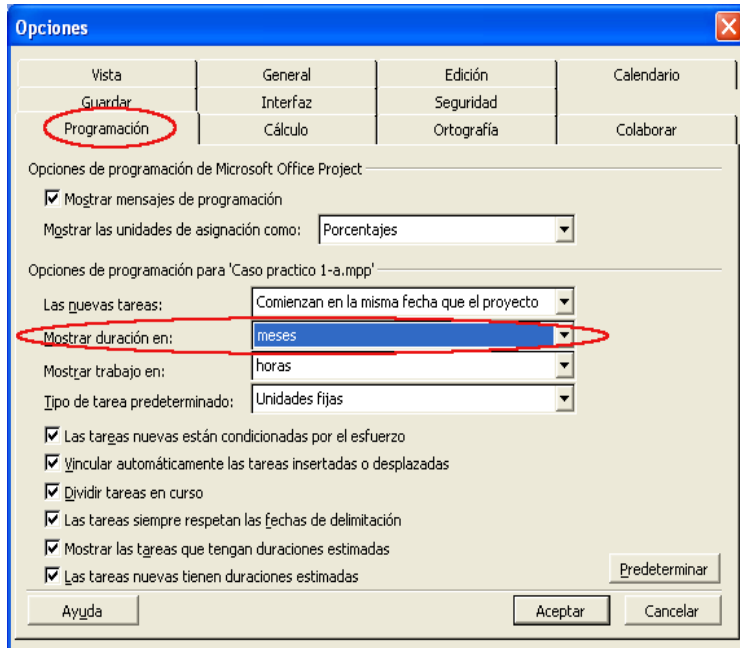 Opciones
Vista General Edición Calendario
Guardar Interfaz Seguridad
Programación Cálculo Ortografía Colaborar
Opciones de programación de Microsoft Office Project
Mostrar mensajes de programación
Mostrar las unidades de asignación como: Porcentajes
Opciones de programación para 'Caso practico 1-a.mpp'
Las nuevas tareas: Comienzan en la misma fecha que el proyecto
Mostrar duración en: meses
Mostrar trabajo en: horas
Tipo de tarea predeterminado: Unidades fijas
Las tareas nuevas están condicionadas por el esfuerzo
Vincular automáticamente las tareas insertadas o desplazadas
Dividir tareas en curso
Las tareas siempre respetan las fechas de delimitación
Mostrar las tareas que tengan duraciones estimadas
Las tareas nuevas tienen duraciones estimadas
Predeterminar
Ayuda Aceptar Cancelar